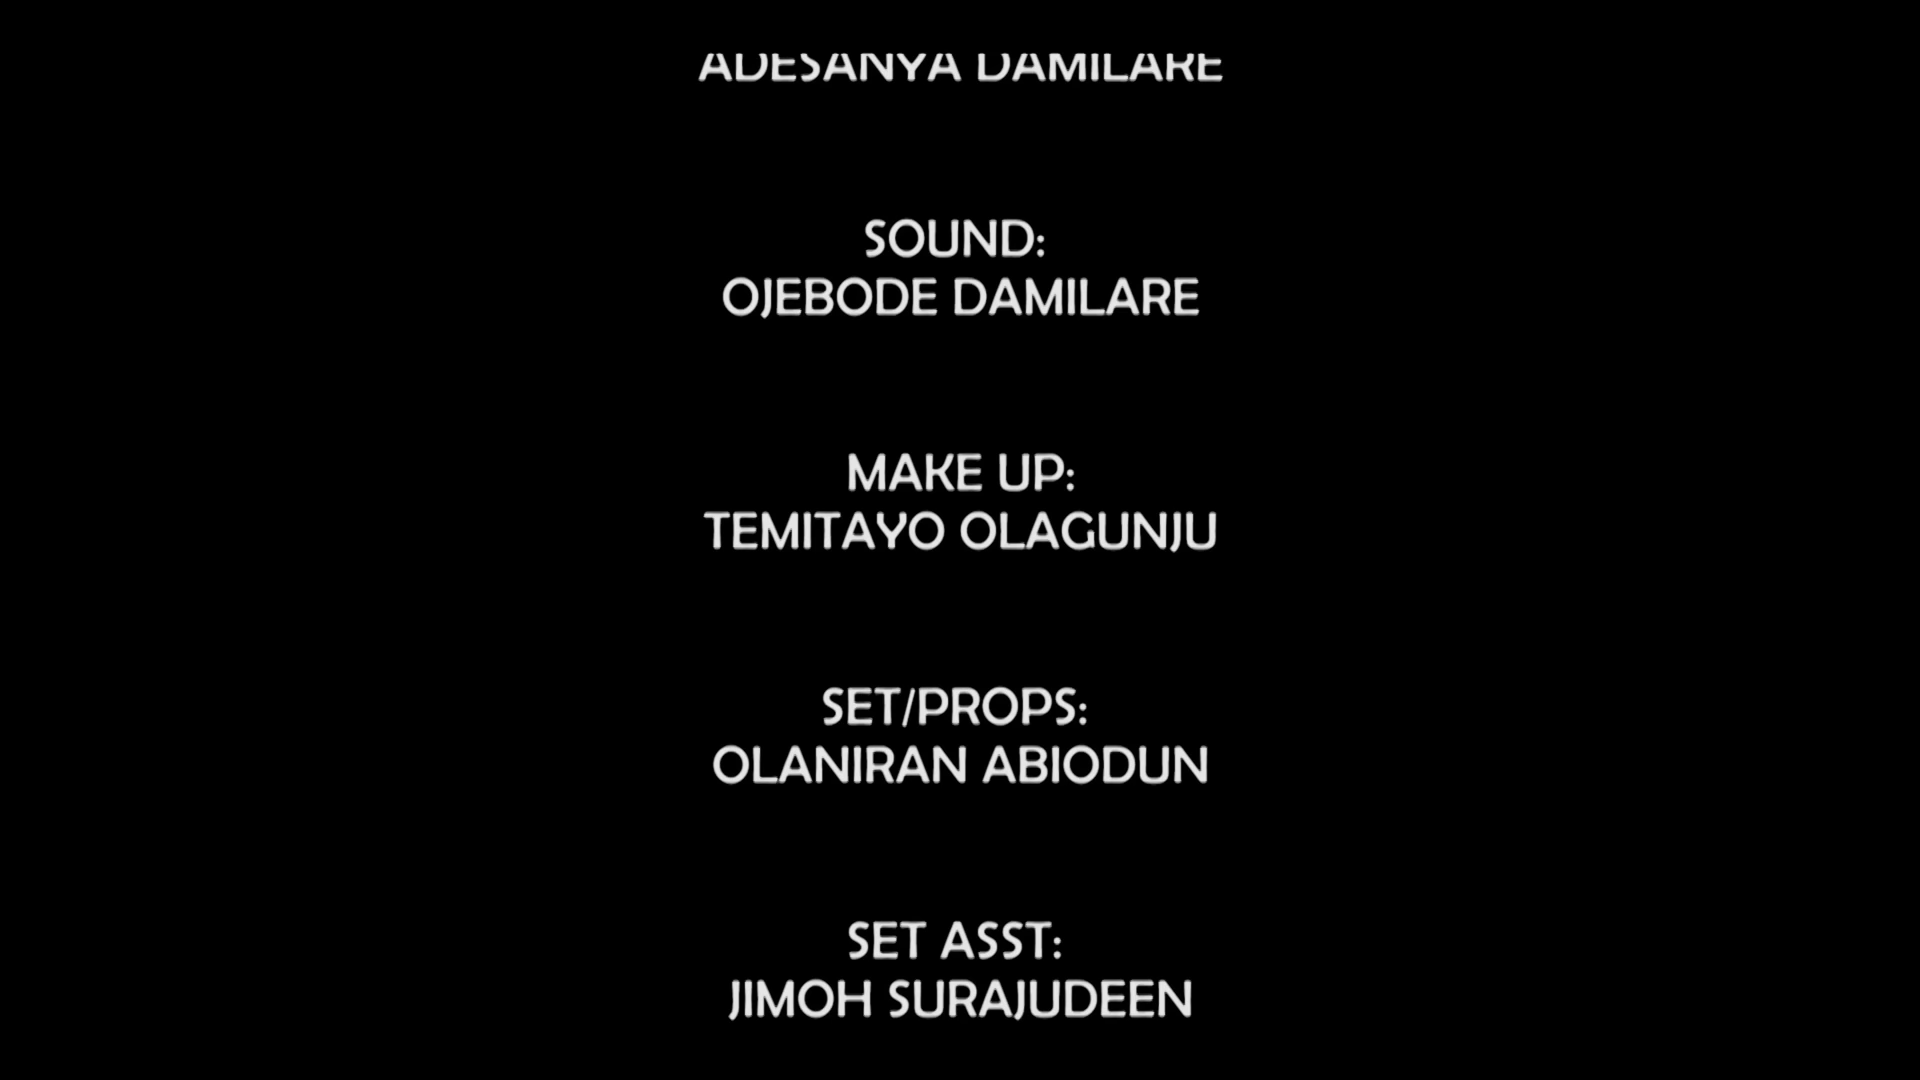 ADESANYA DAMILARE
SOUND:
OJEBODE DAMILARE
MAKE UP:
TEMITAYO OLAGUNJU
SET/PROPS:
OLANIRAN ABIODUN
SET ASST:
JIMOH SURAJUDEEN